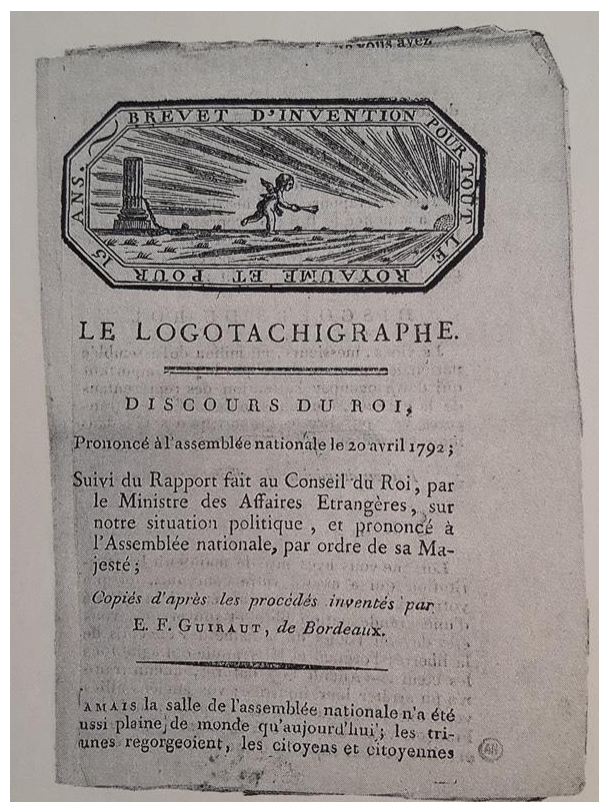 vous avez
BREVET D'INVENTION POUR TOUT LE ROYAUME ET POUR 15 ANS.
LE LOGOTACHIGRAPHE.
DISCOURS DU ROI,
Prononcé à l'assemblée nationale le 20 avril 1792;
Suivi du Rapport fait au Conseil du Roi, par
le Ministre des Affaires Etrangères, sur
notre situation politique, et prononcé à
l'Assemblée nationale, par ordre de sa Ma-
jesté;
Copiés d'après les procédés inventés par
E. F. GUIRAUT, de Bordeaux.
AMAIS la salle de l'assemblée nationale n'a été
ussi pleine de monde qu'aujourd'hui; les tri-
unes regorgeoient, les citoyens et citoyennes
AN